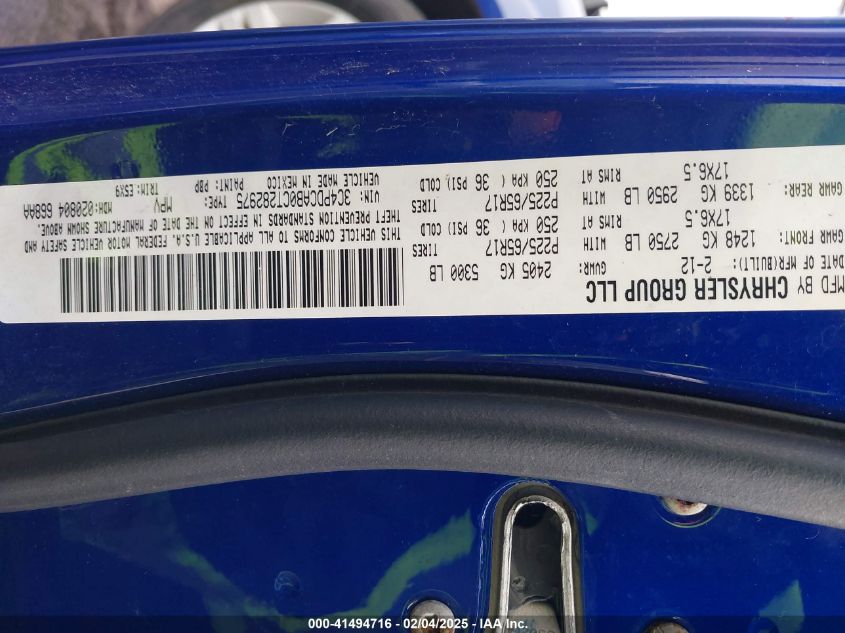 MFD BY CHRYSLER GROUP LLC
DATE OF MFR(BUILT): 2-12 GVWR: 2405 KG 5300 LB
GAWR FRONT: 1248 KG 2750 LB WITH P225/65R17 TIRES
17X6.5 RIMS AT 250 KPA ( 36 PSI) COLD
GAWR REAR: 1339 KG 2950 LB WITH P225/65R17 TIRES
17X6.5 RIMS AT 250 KPA ( 36 PSI) COLD
THIS VEHICLE CONFORMS TO ALL APPLICABLE U.S.A. FEDERAL MOTOR VEHICLE SAFETY AND
THEFT PREVENTION STANDARDS IN EFFECT ON THE DATE OF MANUFACTURE SHOWN ABOVE.
VIN: 3C4PDCAB0CT282975 TYPE: MPV MDH:020804 668AA
VEHICLE MADE IN MEXICO PAINT: PBP TRIM: E5X9
000-41494716 - 02/04/2025 - IAA Inc.